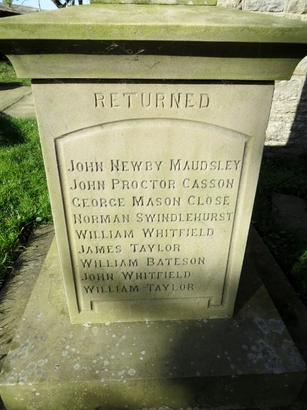 RETURNED
JOHN NEWBY MAUDSLEY
JOHN PROCTOR CASSON
GEORGE MASON CLOSE
NORMAN SWINDLEHURST
WILLIAM WHITFIELD
JAMES TAYLOR
WILLIAM BATESON
JOHN WHITFIELD
WILLIAM TAYLOR